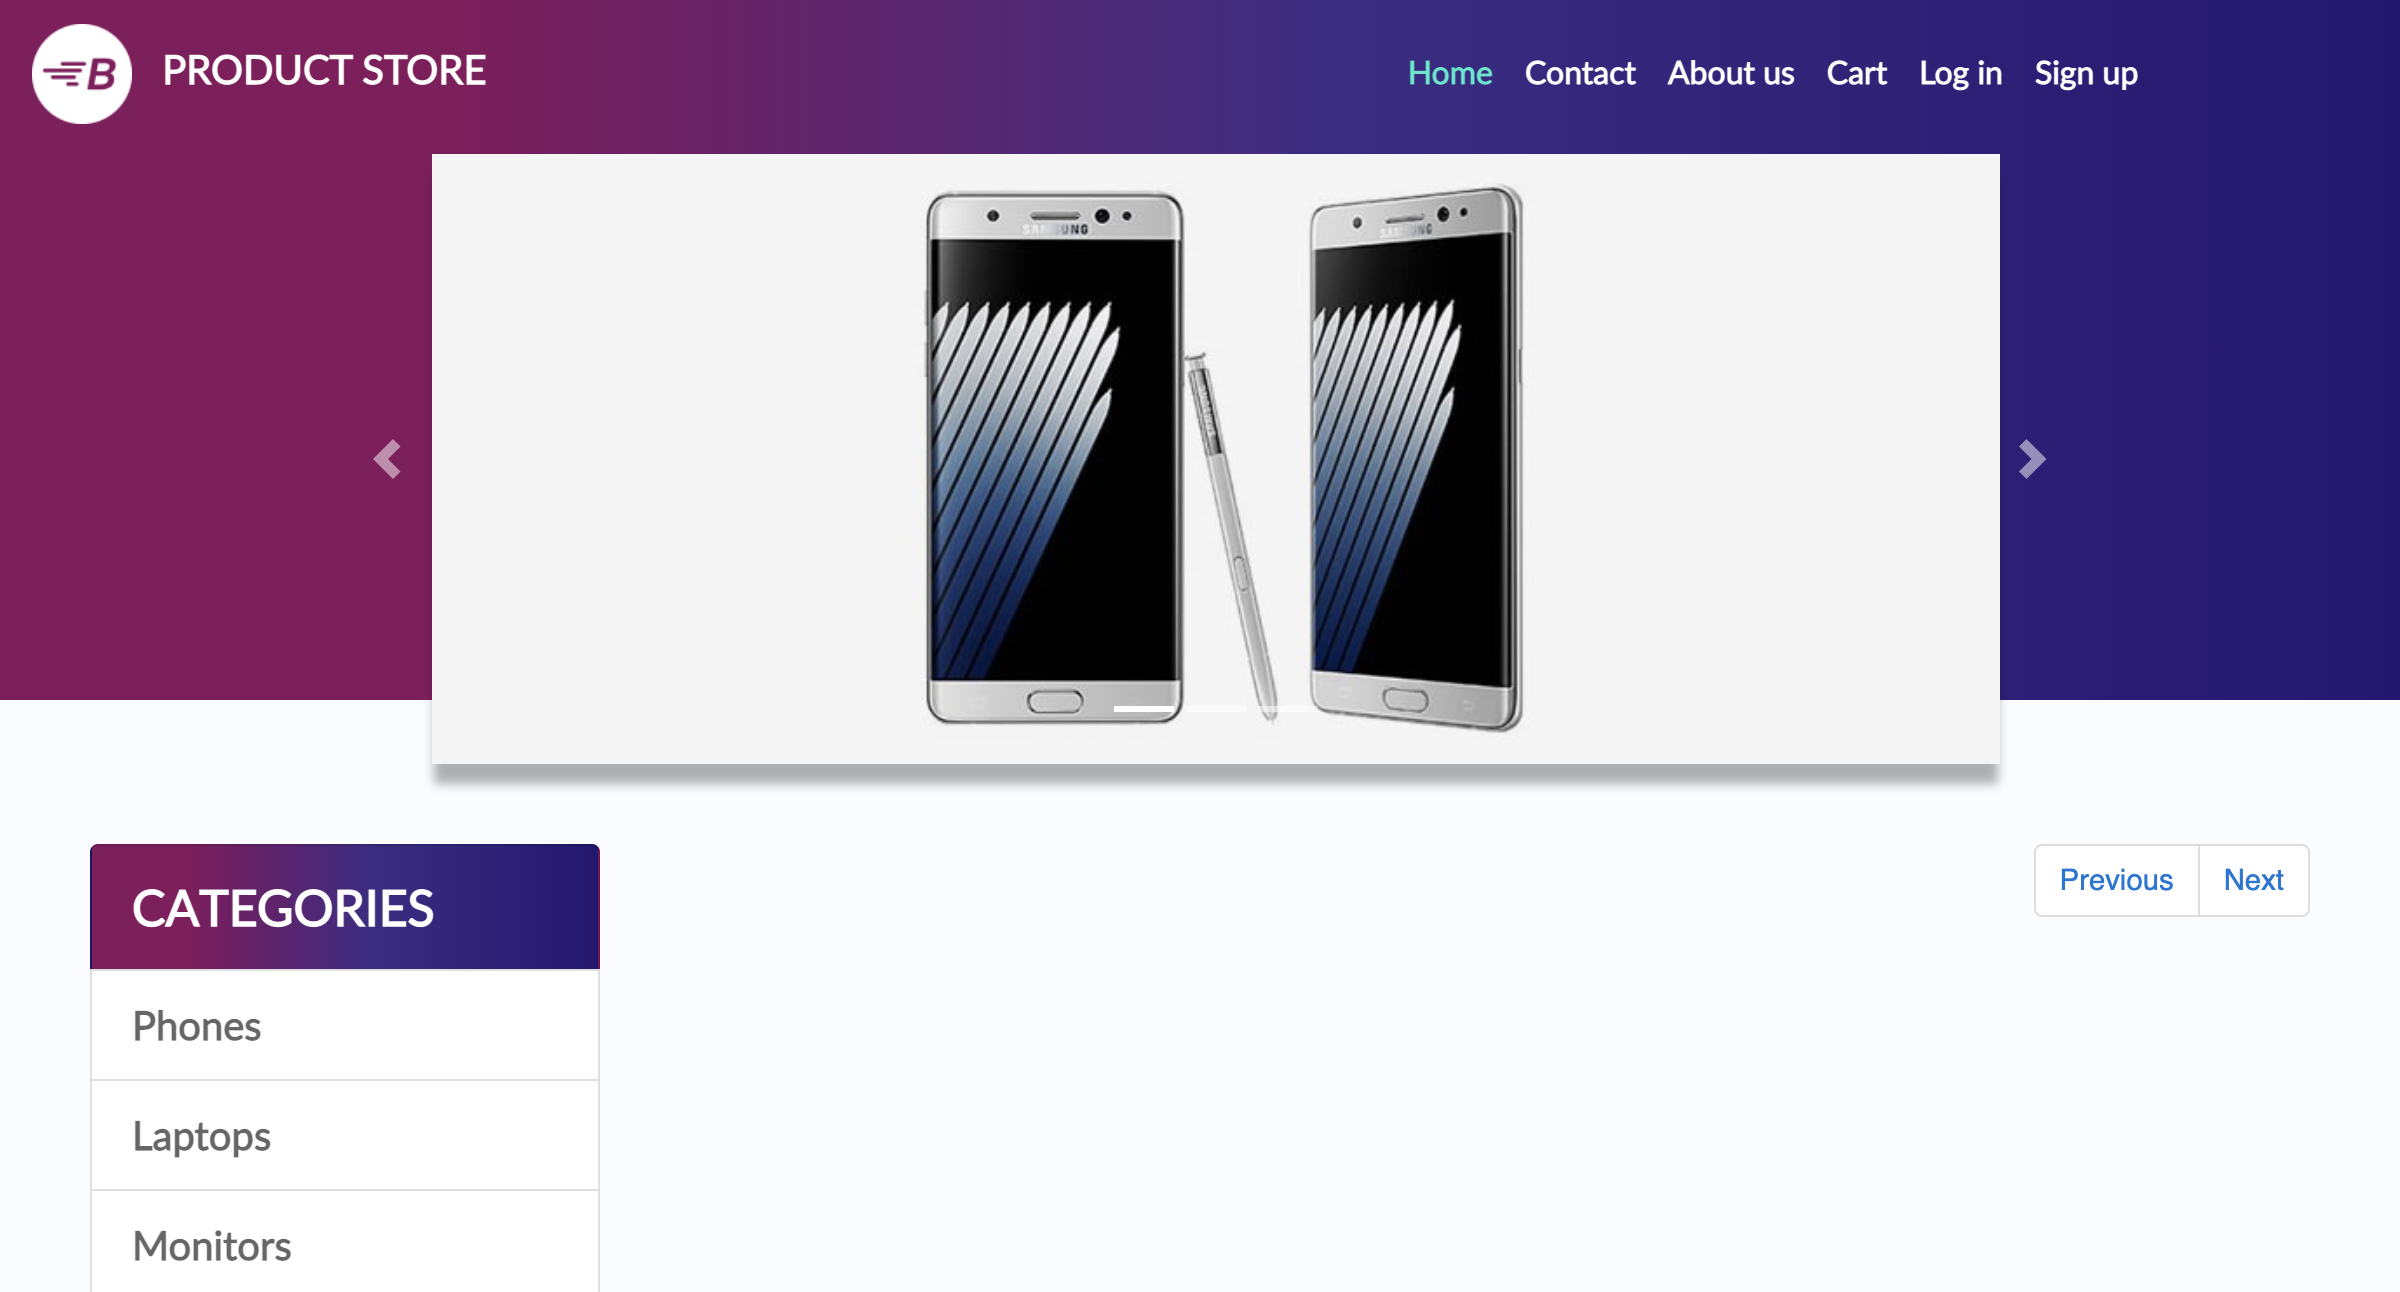 B PRODUCT STORE
Home Contact About us Cart Log in Sign up
SAMSUNG
SAMSUNG
CATEGORIES
Previous Next
Phones
Laptops
Monitors